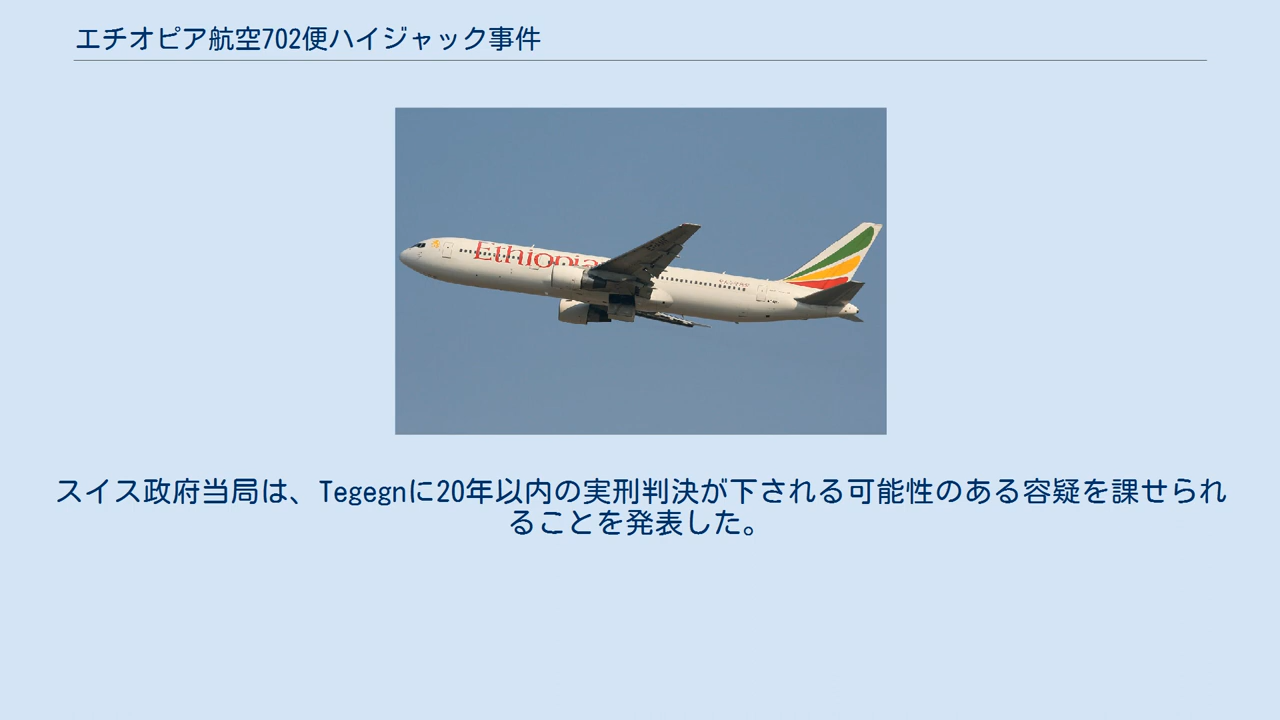 エチオピア航空702便ハイジャック事件
Ethiopian
スイス政府当局は、Tegegnに20年以内の実刑判決が下される可能性のある容疑を課せられ
ることを発表した。